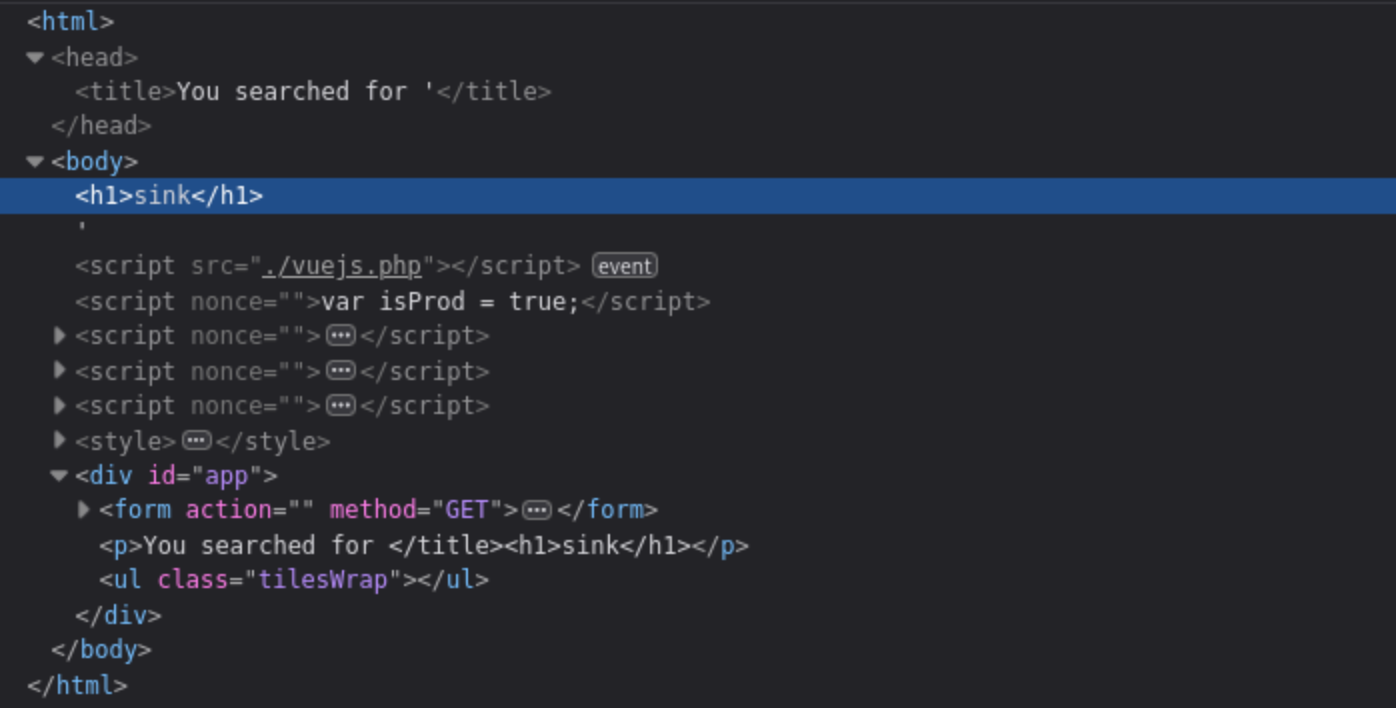 <html>
<head>
<title>You searched for '</title>
</head>
<body>
<h1>sink</h1>
'
<script src="./vuejs.php"></script> event
<script nonce="">var isProd = true;</script>
<script nonce="">···</script>
<script nonce="">···</script>
<script nonce="">···</script>
<style>···</style>
<div id="app">
<form action="" method="GET">···</form>
<p>You searched for </title><h1>sink</h1></p>
<ul class="tilesWrap"></ul>
</div>
</body>
</html>